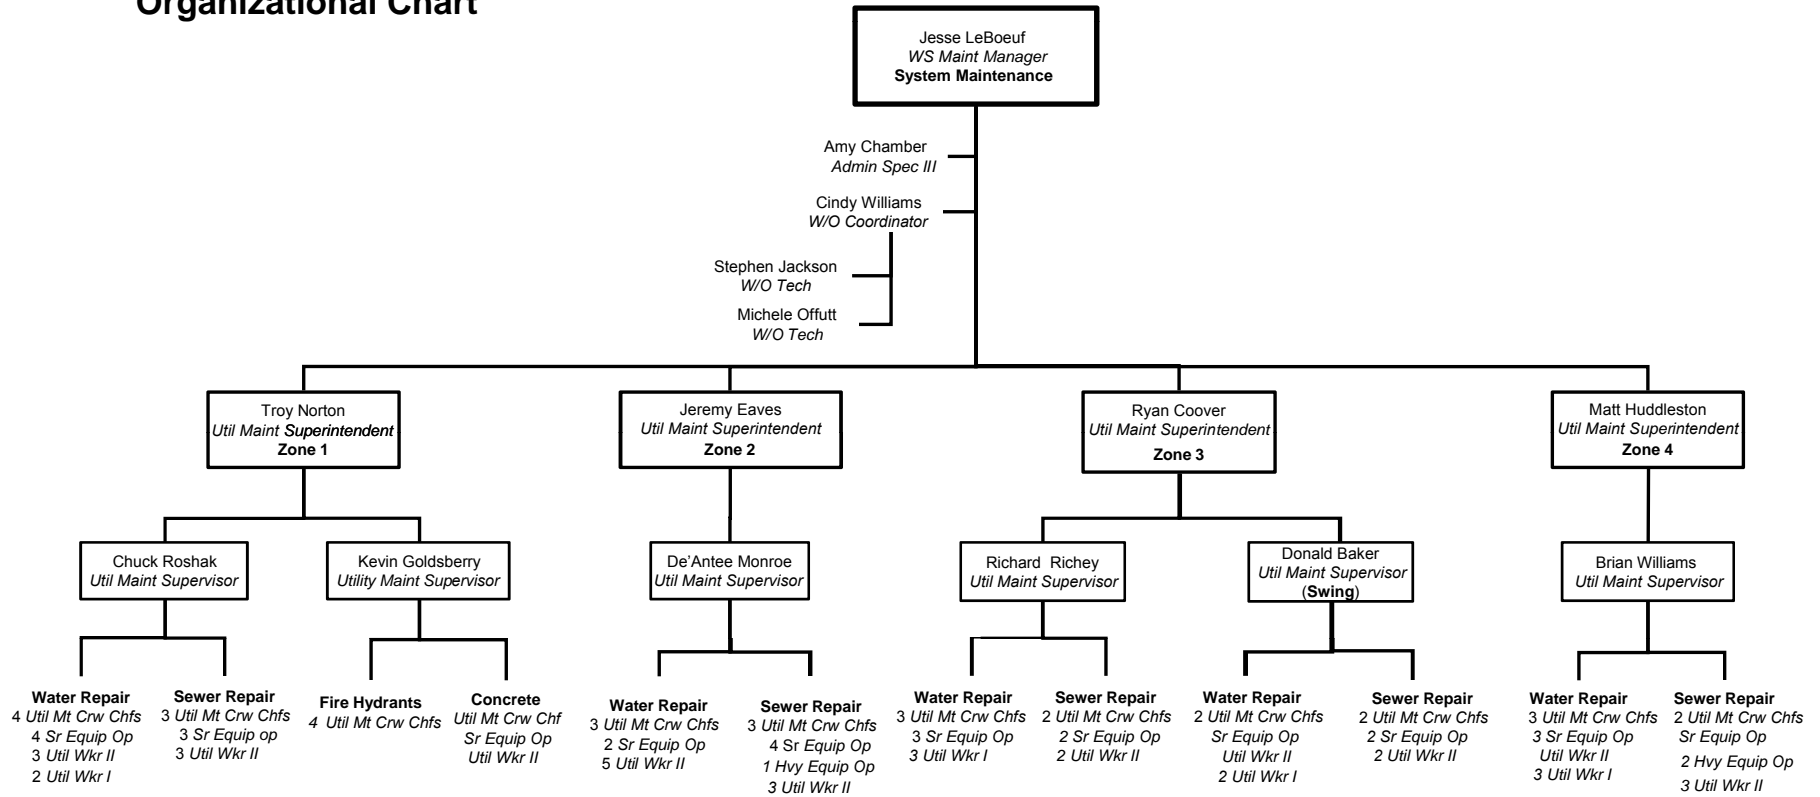 Organizational Chart
Jesse LeBoeuf
WS Maint Manager
System Maintenance
Amy Chamber
Admin Spec III
Cindy Williams
W/O Coordinator
Stephen Jackson
W/O Tech
Michele Offutt
W/O Tech
Troy Norton
Util Maint Superintendent
Zone 1
Jeremy Eaves
Util Maint Superintendent
Zone 2
Ryan Coover
Util Maint Superintendent
Zone 3
Matt Huddleston
Util Maint Superintendent
Zone 4
Chuck Roshak
Util Maint Supervisor
Kevin Goldsberry
Utility Maint Supervisor
De’Antee Monroe
Util Maint Supervisor
Richard  Richey
Util Maint Supervisor
Donald Baker
Util Maint Supervisor
(Swing)
Brian Williams
Util Maint Supervisor
Water Repair
4 Util Mt Crw Chfs
4 Sr Equip Op
3 Util Wkr II
2 Util Wkr I
Sewer Repair
3 Util Mt Crw Chfs
3 Sr Equip op
3 Util Wkr II
Fire Hydrants
4 Util Mt Crw Chfs
Concrete
Util Mt Crw Chf
Sr Equip Op
Util Wkr II
Water Repair
3 Util Mt Crw Chfs
2 Sr Equip Op
5 Util Wkr II
Sewer Repair
3 Util Mt Crw Chfs
4 Sr Equip Op
1 Hvy Equip Op
3 Util Wkr II
Water Repair
3 Util Mt Crw Chfs
3 Sr Equip Op
3 Util Wkr I
Sewer Repair
2 Util Mt Crw Chfs
2 Sr Equip Op
2 Util Wkr II
Water Repair
2 Util Mt Crw Chfs
Sr Equip Op
Util Wkr II
2 Util Wkr I
Sewer Repair
2 Util Mt Crw Chfs
2 Sr Equip Op
2 Util Wkr II
Water Repair
3 Util Mt Crw Chfs
3 Sr Equip Op
Util Wkr II
3 Util Wkr I
Sewer Repair
2 Util Mt Crw Chfs
Sr Equip Op
2 Hvy Equip Op
3 Util Wkr II